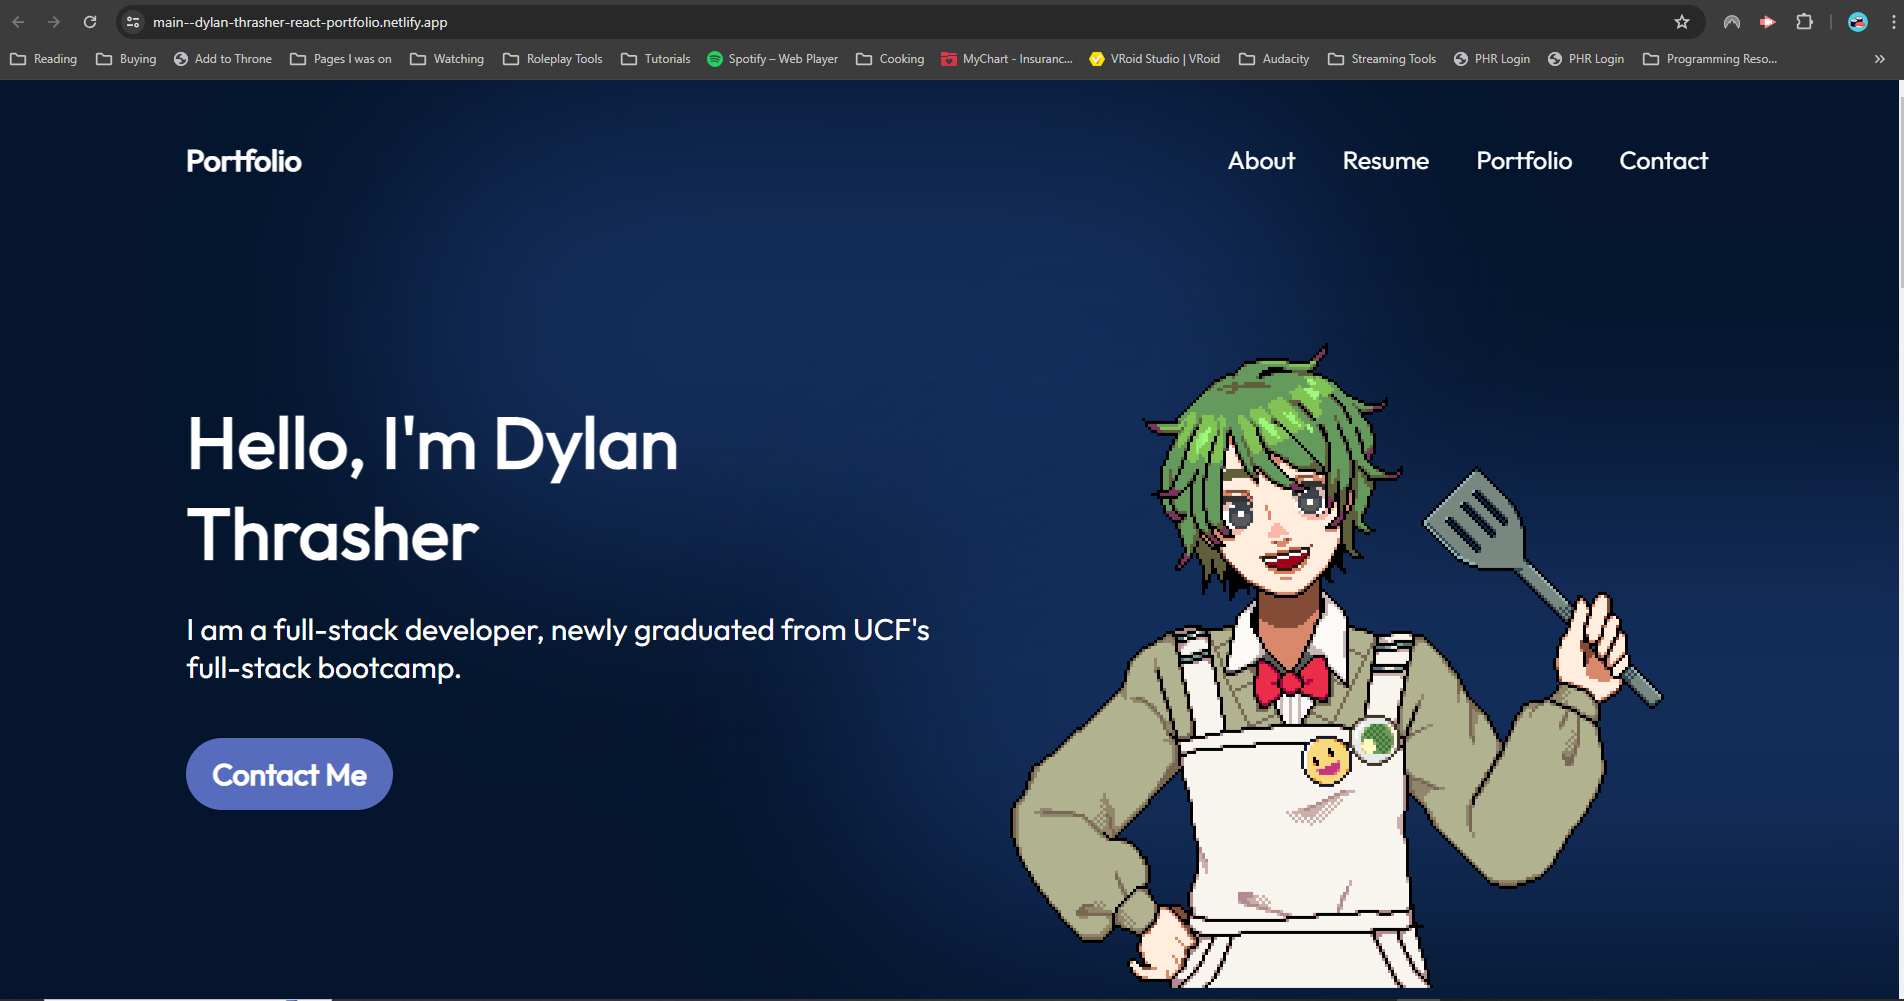 main--dylan-thrasher-react-portfolio.netlify.app
Reading Buying Add to Throne Pages I was on Watching Roleplay Tools Tutorials Spotify – Web Player Cooking MyChart - Insuranc... VRoid Studio | VRoid Audacity Streaming Tools PHR Login PHR Login Programming Reso...
Portfolio About Resume Portfolio Contact
Hello, I'm Dylan
Thrasher
I am a full-stack developer, newly graduated from UCF's
full-stack bootcamp.
Contact Me